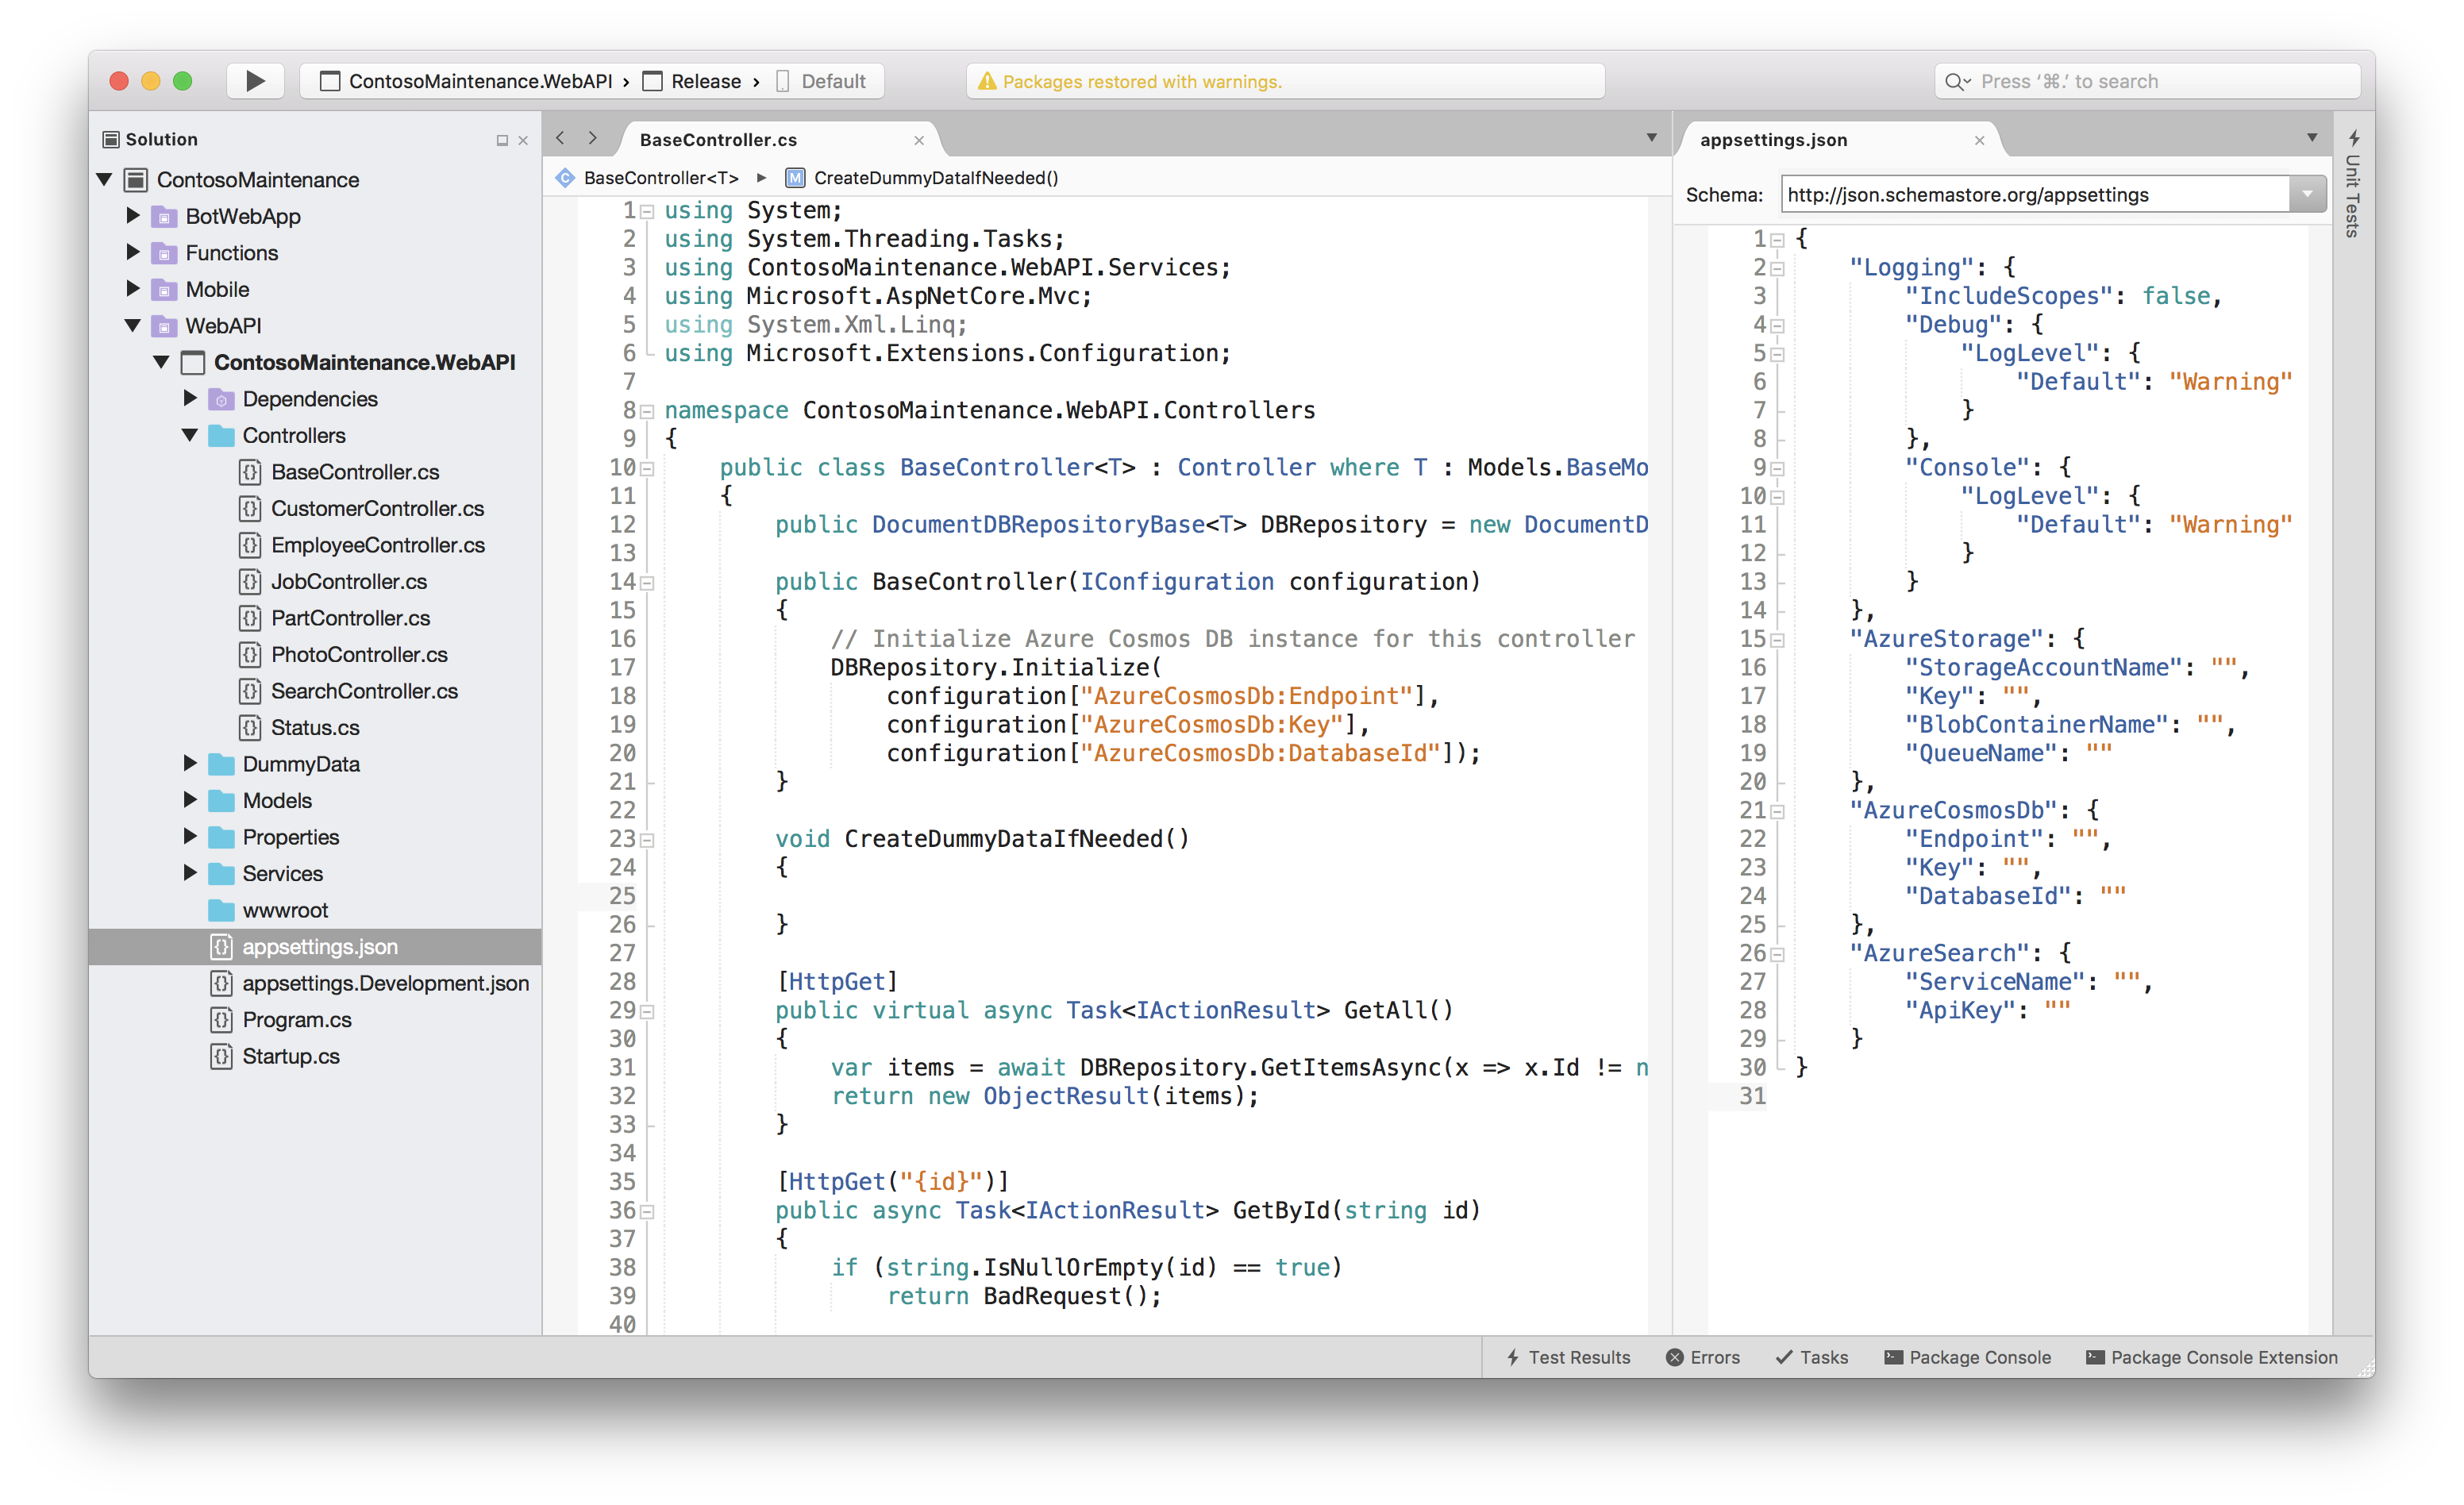 ContosoMaintenance.WebAPI › Release › Default
Packages restored with warnings.
Press ‘⌘.’ to search
Solution
ContosoMaintenance
BotWebApp
Functions
Mobile
WebAPI
ContosoMaintenance.WebAPI
Dependencies
Controllers
BaseController.cs
CustomerController.cs
EmployeeController.cs
JobController.cs
PartController.cs
PhotoController.cs
SearchController.cs
Status.cs
DummyData
Models
Properties
Services
wwwroot
appsettings.json
appsettings.Development.json
Program.cs
Startup.cs
BaseController.cs
BaseController<T> ▸ M CreateDummyDataIfNeeded()
1 using System;
2 using System.Threading.Tasks;
3 using ContosoMaintenance.WebAPI.Services;
4 using Microsoft.AspNetCore.Mvc;
5 using System.Xml.Linq;
6 using Microsoft.Extensions.Configuration;
7
8 namespace ContosoMaintenance.WebAPI.Controllers
9 {
10 public class BaseController<T> : Controller where T : Models.BaseMo
11 {
12 public DocumentDBRepositoryBase<T> DBRepository = new DocumentD
13
14 public BaseController(IConfiguration configuration)
15 {
16 // Initialize Azure Cosmos DB instance for this controller
17 DBRepository.Initialize(
18 configuration["AzureCosmosDb:Endpoint"],
19 configuration["AzureCosmosDb:Key"],
20 configuration["AzureCosmosDb:DatabaseId"]);
21 }
22
23 void CreateDummyDataIfNeeded()
24 {
25
26 }
27
28 [HttpGet]
29 public virtual async Task<IActionResult> GetAll()
30 {
31 var items = await DBRepository.GetItemsAsync(x => x.Id != n
32 return new ObjectResult(items);
33 }
34
35 [HttpGet("{id}")]
36 public async Task<IActionResult> GetById(string id)
37 {
38 if (string.IsNullOrEmpty(id) == true)
39 return BadRequest();
40
appsettings.json
Schema: http://json.schemastore.org/appsettings
1 {
2 "Logging": {
3 "IncludeScopes": false,
4 "Debug": {
5 "LogLevel": {
6 "Default": "Warning"
7 }
8 },
9 "Console": {
10 "LogLevel": {
11 "Default": "Warning"
12 }
13 }
14 },
15 "AzureStorage": {
16 "StorageAccountName": "",
17 "Key": "",
18 "BlobContainerName": "",
19 "QueueName": ""
20 },
21 "AzureCosmosDb": {
22 "Endpoint": "",
23 "Key": "",
24 "DatabaseId": ""
25 },
26 "AzureSearch": {
27 "ServiceName": "",
28 "ApiKey": ""
29 }
30 }
31
Unit Tests
Test Results
Errors
Tasks
Package Console
Package Console Extension